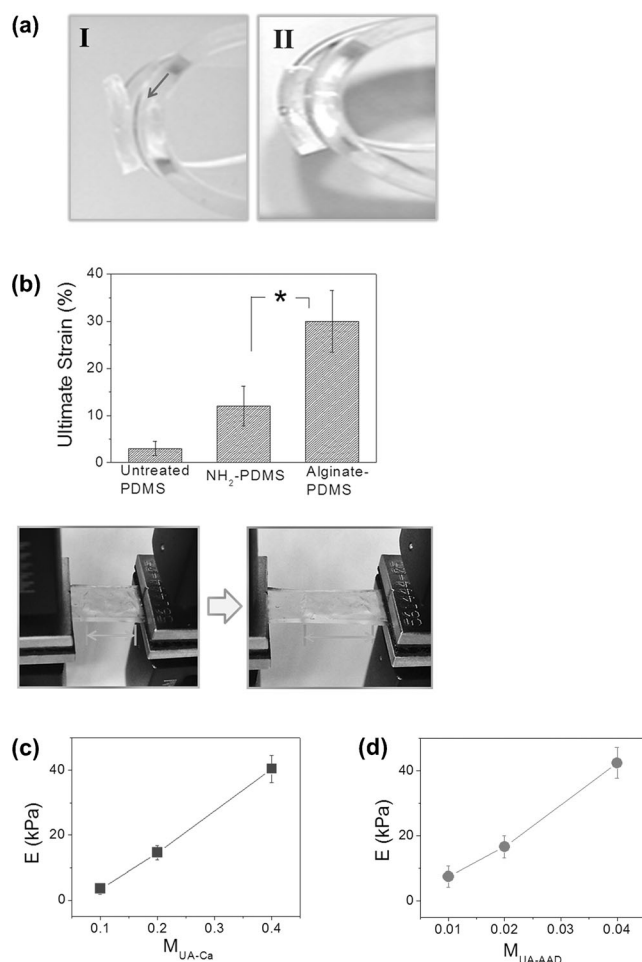 (a)
I
II
(b)
Ultimate Strain (%)
40
30
20
10
0
*
Untreated
PDMS
NH2-PDMS
Alginate-
PDMS
(c)
E (kPa)
40
20
0
0.1
0.2
0.3
0.4
M UA-Ca
(d)
E (kPa)
40
20
0
0.01
0.02
0.03
0.04
M UA-AAD